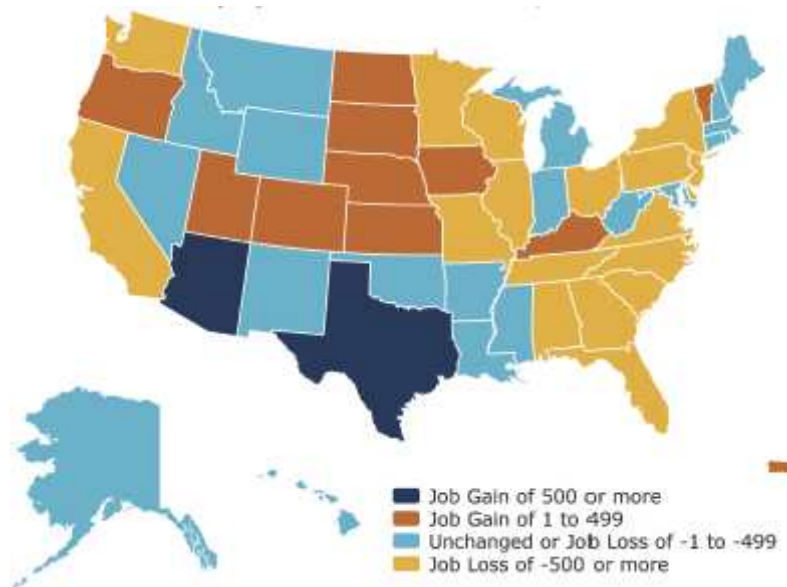 Job Gain of 500 or more
Job Gain of 1 to 499
Unchanged or Job Loss of -1 to -499
Job Loss of -500 or more